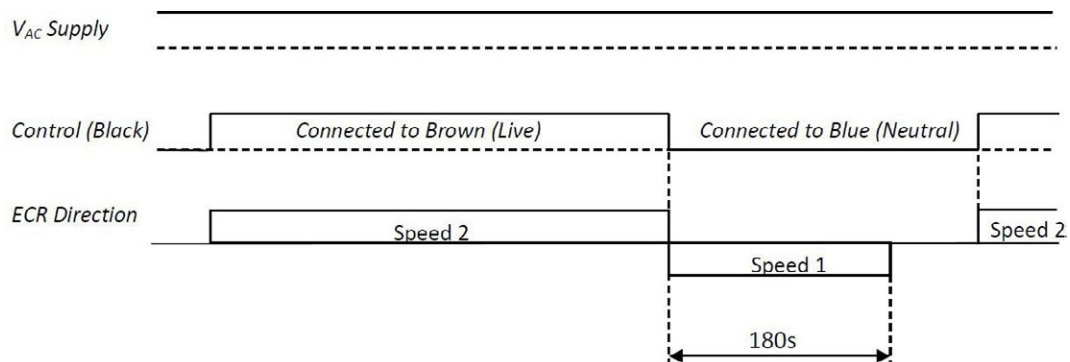 V_AC Supply
Control (Black) Connected to Brown (Live) Connected to Blue (Neutral)
ECR Direction
Speed 2 Speed 2
Speed 1
180s